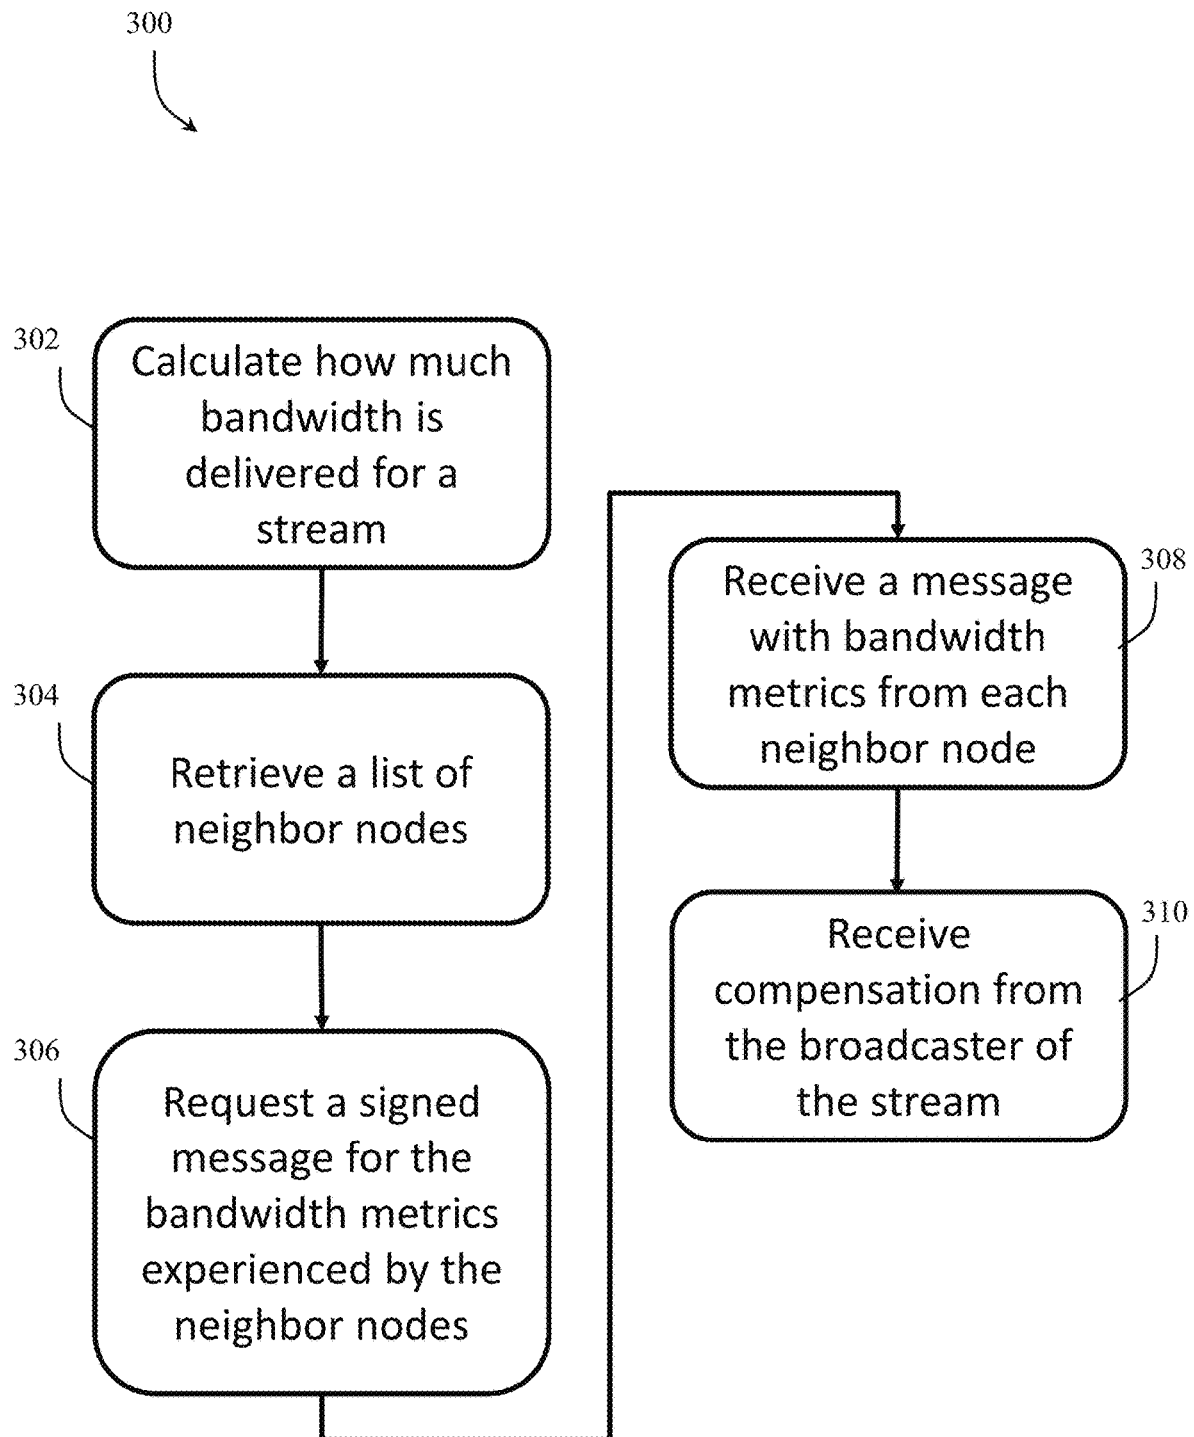 300
302
Calculate how much
bandwidth is
delivered for a
stream
304
Retrieve a list of
neighbor nodes
306
Request a signed
message for the
bandwidth metrics
experienced by the
neighbor nodes
308
Receive a message
with bandwidth
metrics from each
neighbor node
310
Receive
compensation from
the broadcaster of
the stream